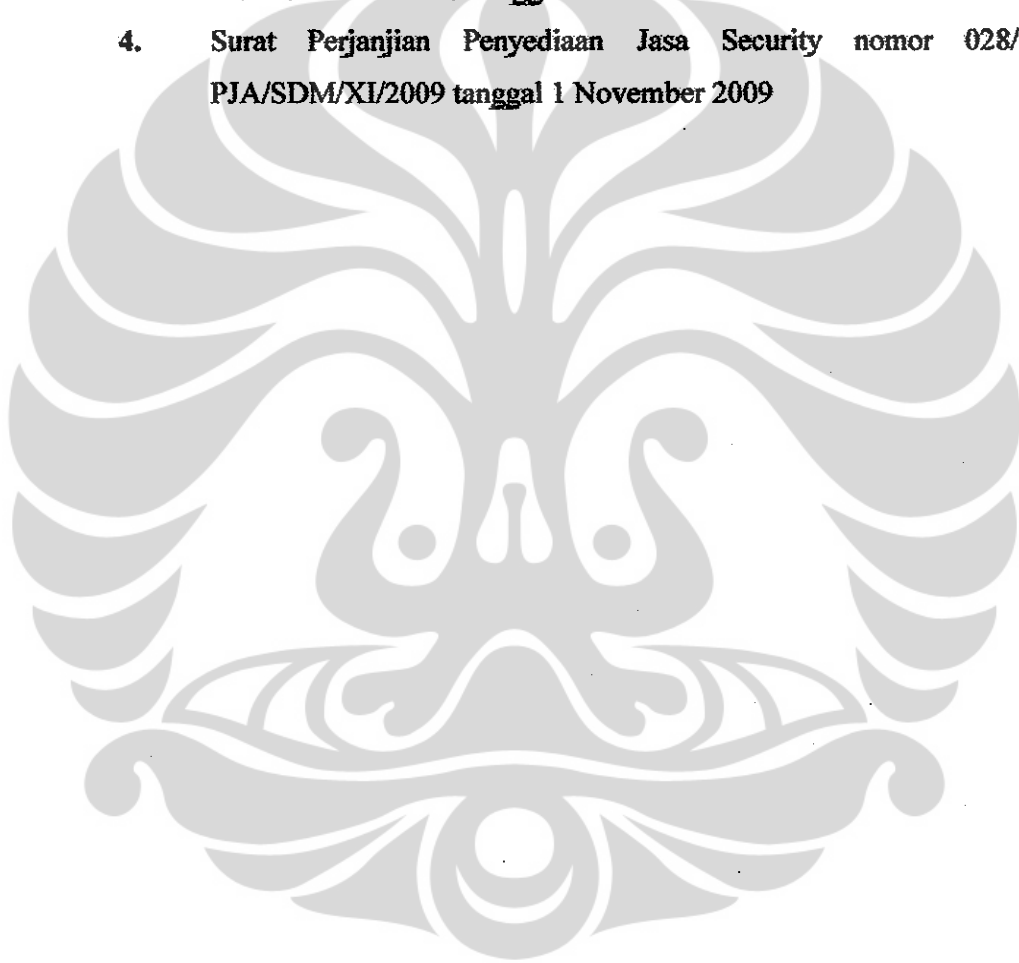 4. Surat Perjanjian Penyediaan Jasa Security nomor 028/
PJA/SDM/XI/2009 tanggal 1 November 2009